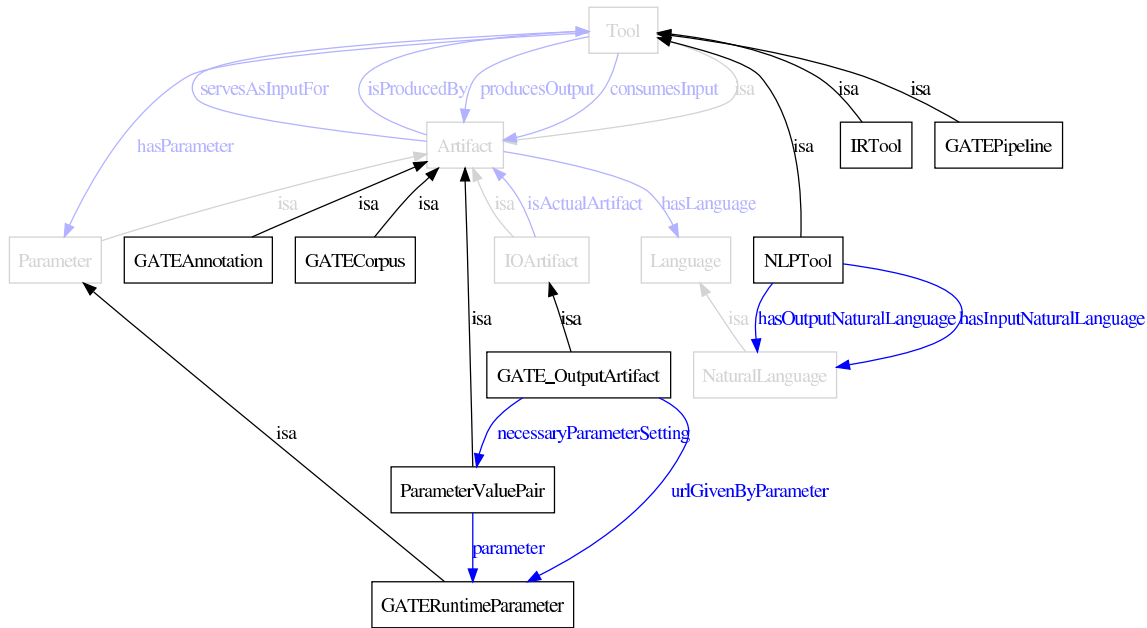 Tool
servesAsInputFor
isProducedBy
producesOutput
consumesInput
isa
isa
isa
hasParameter
Artifact
isa
IRTool
GATEPipeline
isa
isa
isa
isa
isActualArtifact
hasLanguage
Parameter
GATEAnnotation
GATECorpus
IOArtifact
Language
NLPTool
isa
isa
isa
hasOutputNaturalLanguage
hasInputNaturalLanguage
GATE_OutputArtifact
NaturalLanguage
isa
necessaryParameterSetting
ParameterValuePair
urlGivenByParameter
parameter
GATERuntimeParameter